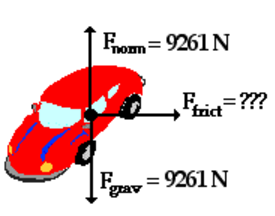 Fnorm = 9261 N
Ffrict = ???
Fgrav = 9261 N